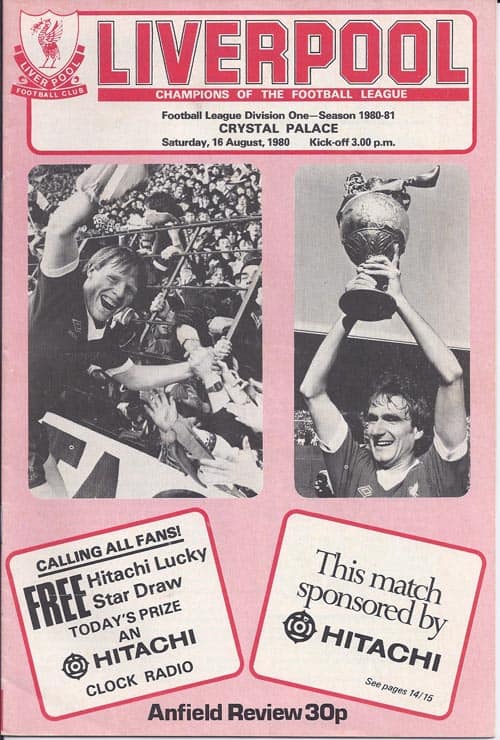 LIVERPOOL
FOOTBALL CLUB
LIVERPOOL
CHAMPIONS OF THE FOOTBALL LEAGUE
Football League Division One—Season 1980-81
CRYSTAL PALACE
Saturday, 16 August, 1980 Kick-off 3.00 p.m.
CALLING ALL FANS!
FREE Hitachi Lucky
Star Draw
TODAY'S PRIZE
AN
HITACHI
CLOCK RADIO
This match
sponsored by
HITACHI
See pages 14/15
Anfield Review 30p